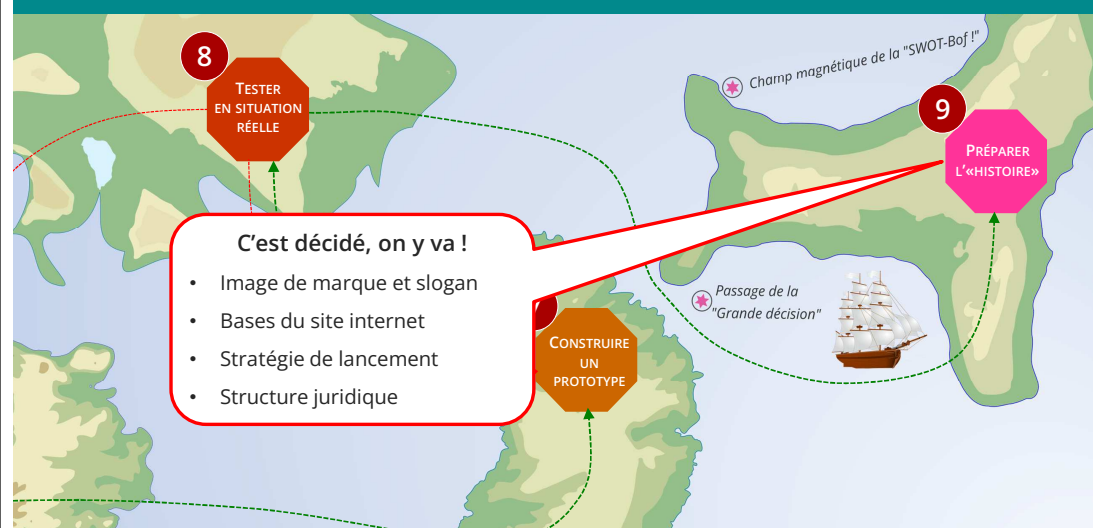 8
TESTER
EN SITUATION
RÉELLE
Champ magnétique de la "SWOT-Bof !"
9
PRÉPARER
L'«HISTOIRE»
C'est décidé, on y va !
• Image de marque et slogan
• Bases du site internet
• Stratégie de lancement
• Structure juridique
Passage de la
"Grande décision"
CONSTRUIRE
UN
PROTOTYPE